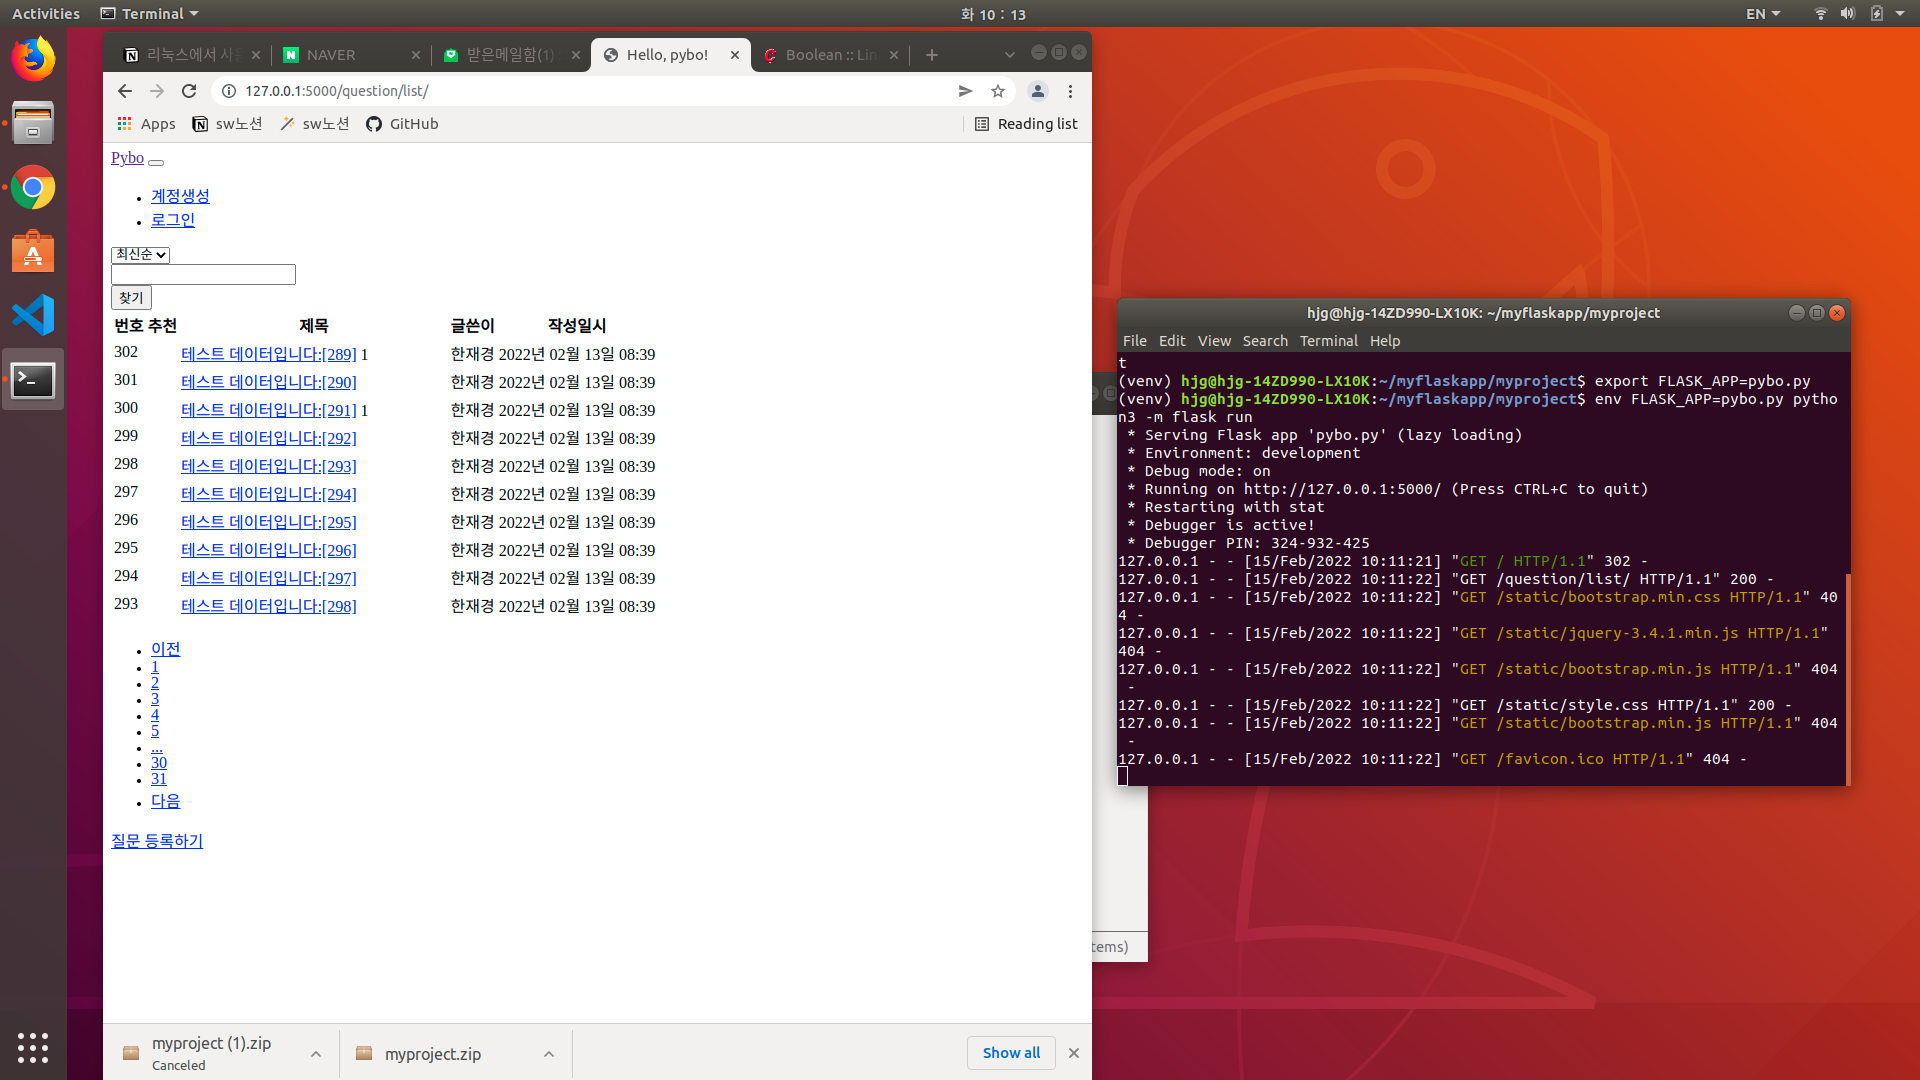 Activities
Terminal
화 10 : 13
EN
리눅스에서 사용
NAVER
받은메일함(1)
Hello, pybo!
Boolean :: Lin
127.0.0.1:5000/question/list/
Apps
sw노션
sw노션
GitHub
Reading list
Pybo
계정생성
로그인
최신순
찾기
번호 추천 제목 글쓴이 작성일시
302 테스트 데이터입니다:[289] 1 한재경 2022년 02월 13일 08:39
301 테스트 데이터입니다:[290] 한재경 2022년 02월 13일 08:39
300 테스트 데이터입니다:[291] 1 한재경 2022년 02월 13일 08:39
299 테스트 데이터입니다:[292] 한재경 2022년 02월 13일 08:39
298 테스트 데이터입니다:[293] 한재경 2022년 02월 13일 08:39
297 테스트 데이터입니다:[294] 한재경 2022년 02월 13일 08:39
296 테스트 데이터입니다:[295] 한재경 2022년 02월 13일 08:39
295 테스트 데이터입니다:[296] 한재경 2022년 02월 13일 08:39
294 테스트 데이터입니다:[297] 한재경 2022년 02월 13일 08:39
293 테스트 데이터입니다:[298] 한재경 2022년 02월 13일 08:39
이전
1
2
3
4
5
...
30
31
다음
질문 등록하기
myproject (1).zip
Canceled
myproject.zip
Show all
tems)
hjg@hjg-14ZD990-LX10K: ~/myflaskapp/myproject
File Edit View Search Terminal Help
t
(venv) hjg@hjg-14ZD990-LX10K:~/myflaskapp/myproject$ export FLASK_APP=pybo.py
(venv) hjg@hjg-14ZD990-LX10K:~/myflaskapp/myproject$ env FLASK_APP=pybo.py pytho
n3 -m flask run
* Serving Flask app 'pybo.py' (lazy loading)
* Environment: development
* Debug mode: on
* Running on http://127.0.0.1:5000/ (Press CTRL+C to quit)
* Restarting with stat
* Debugger is active!
* Debugger PIN: 324-932-425
127.0.0.1 - - [15/Feb/2022 10:11:21] "GET / HTTP/1.1" 302 -
127.0.0.1 - - [15/Feb/2022 10:11:22] "GET /question/list/ HTTP/1.1" 200 -
127.0.0.1 - - [15/Feb/2022 10:11:22] "GET /static/bootstrap.min.css HTTP/1.1" 40
4 -
127.0.0.1 - - [15/Feb/2022 10:11:22] "GET /static/jquery-3.4.1.min.js HTTP/1.1"
404 -
127.0.0.1 - - [15/Feb/2022 10:11:22] "GET /static/bootstrap.min.js HTTP/1.1" 404
-
127.0.0.1 - - [15/Feb/2022 10:11:22] "GET /static/style.css HTTP/1.1" 200 -
127.0.0.1 - - [15/Feb/2022 10:11:22] "GET /static/bootstrap.min.js HTTP/1.1" 404
-
127.0.0.1 - - [15/Feb/2022 10:11:22] "GET /favicon.ico HTTP/1.1" 404 -